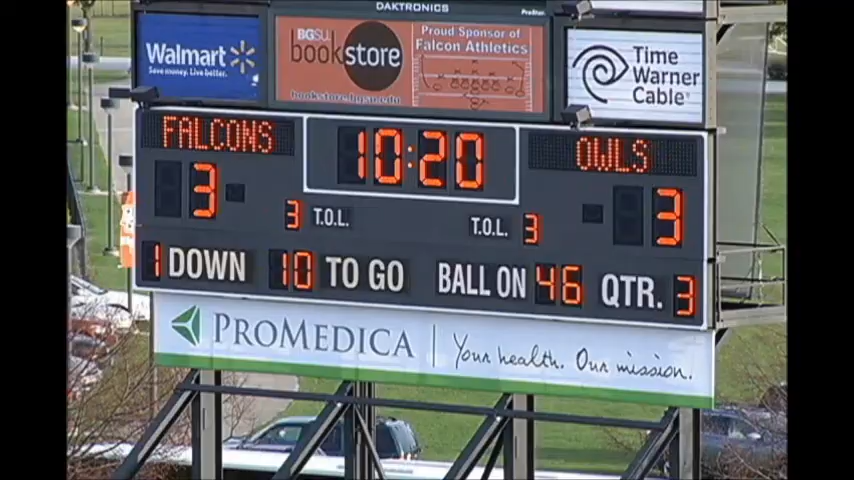 DAKTRONICS
ProStar
Walmart
Save money. Live better.
BGSU
bookstore
bookstore.bgsu.edu
Proud Sponsor of
Falcon Athletics
Time
Warner
Cable
FALCONS
10:20
OWLS
3
3
3 T.O.L.
T.O.L. 3
1 DOWN 10 TO GO BALL ON 46 QTR. 3
PROMEDICA Your health. Our mission.